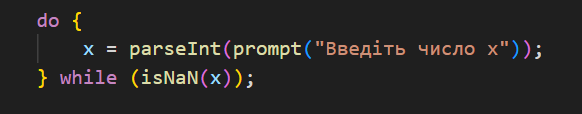 do {
x = parseInt(prompt("Введіть число x"));
} while (isNaN(x));